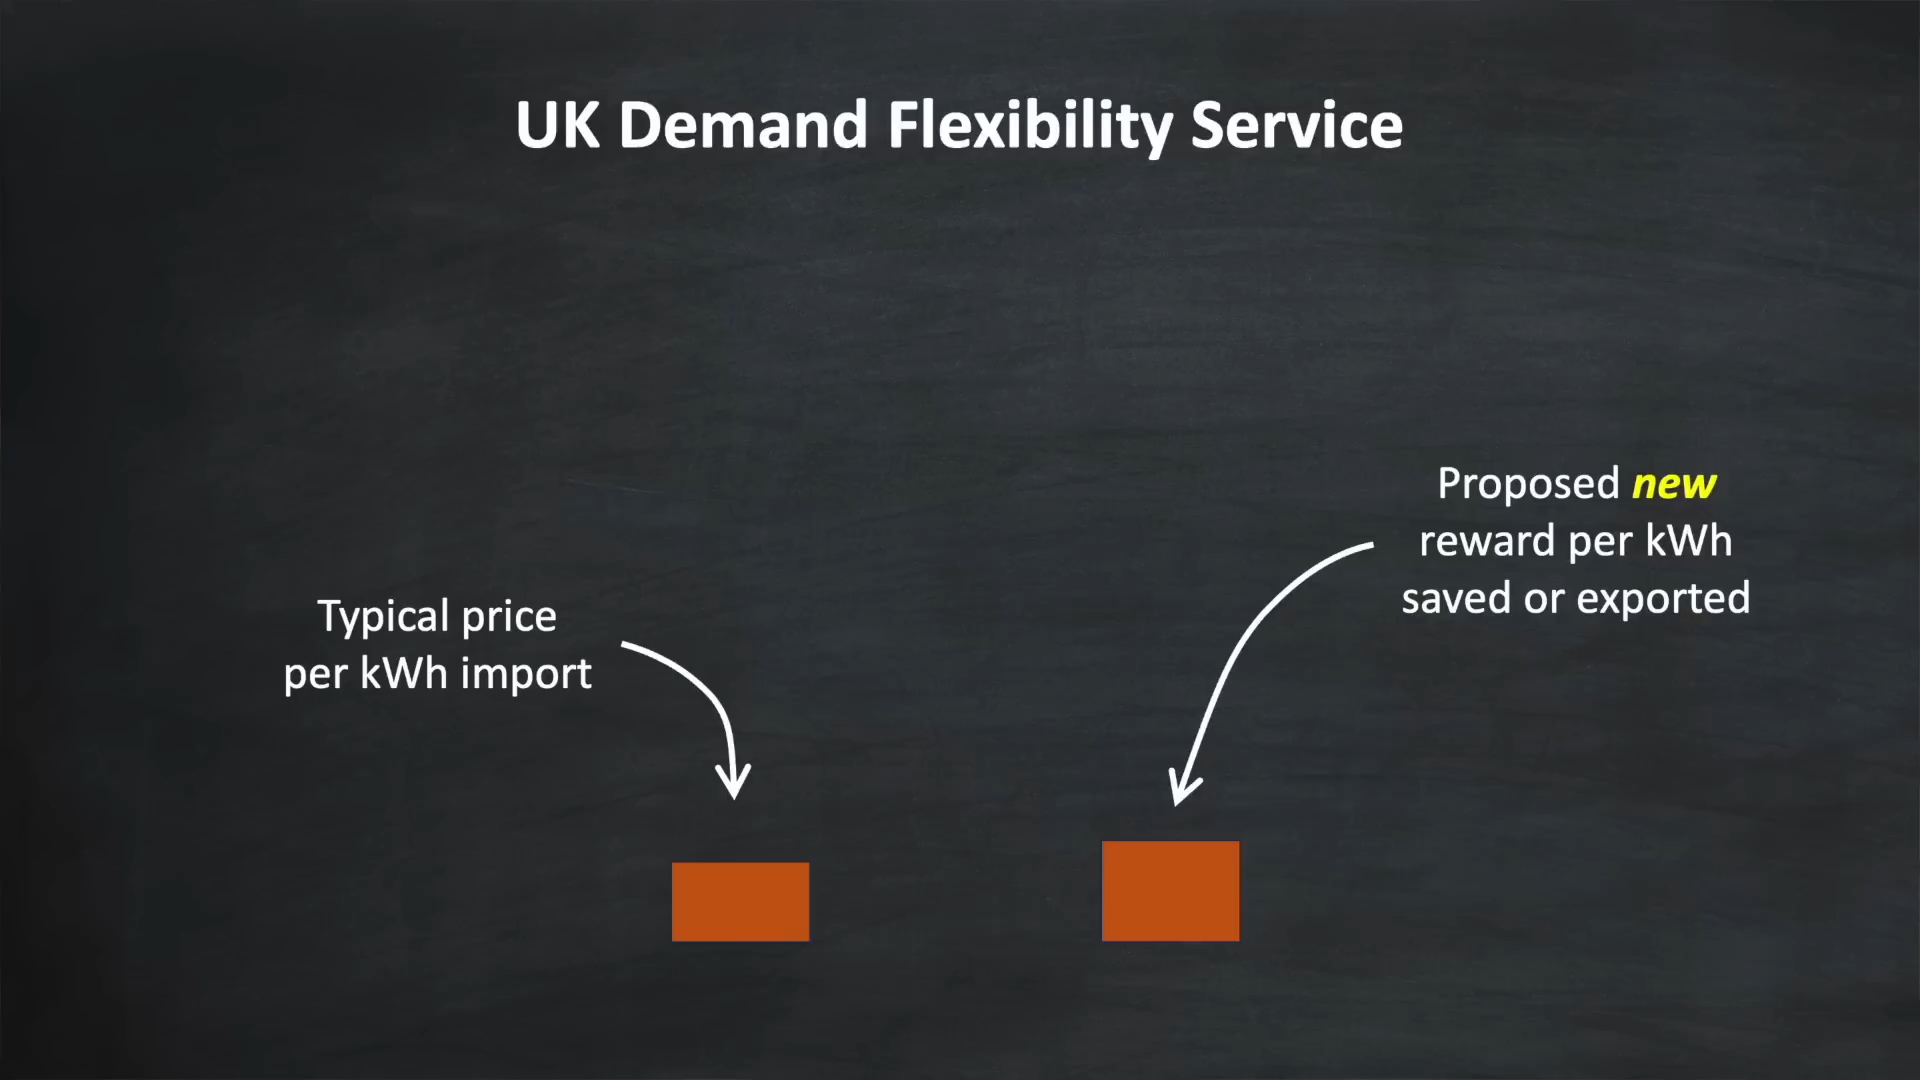 UK Demand Flexibility Service
Typical price
per kWh import
Proposed new
reward per kWh
saved or exported